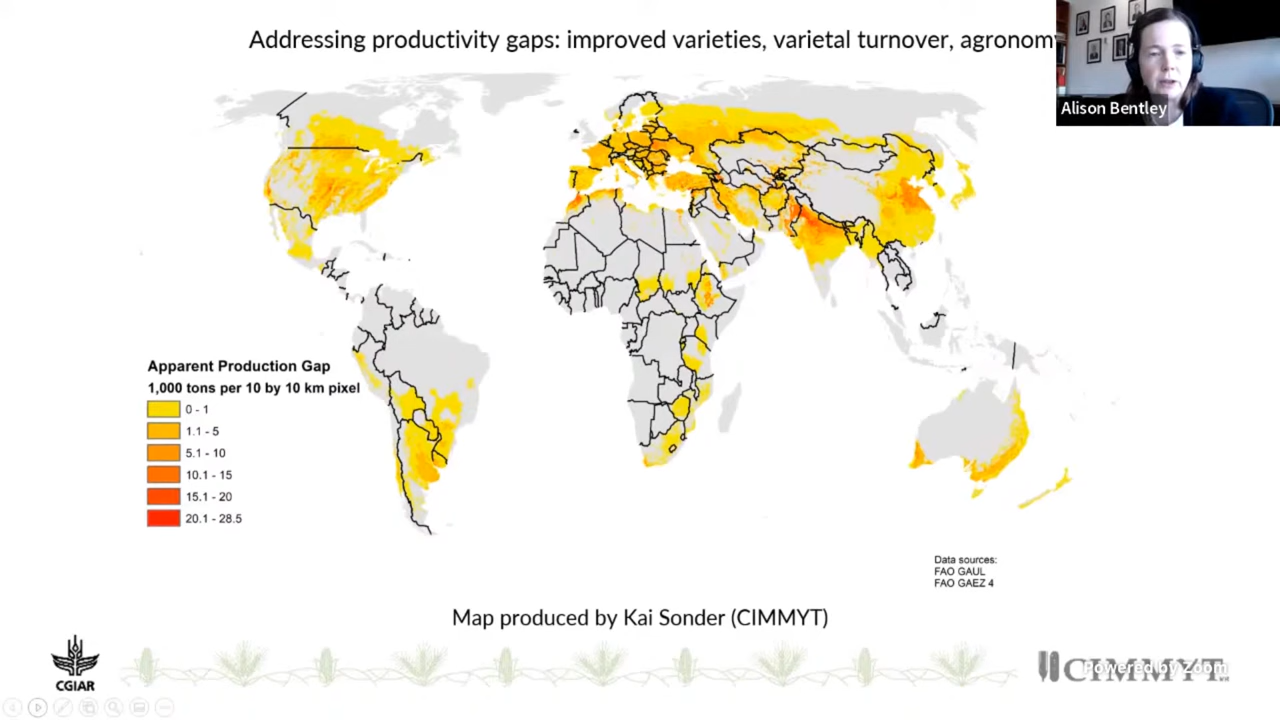 Addressing productivity gaps: improved varieties, varietal turnover, agronom
Alison Bentley
Apparent Production Gap
1,000 tons per 10 by 10 km pixel
0 - 1
1.1 - 5
5.1 - 10
10.1 - 15
15.1 - 20
20.1 - 28.5
Data sources:
FAO GAUL
FAO GAEZ 4
Map produced by Kai Sonder (CIMMYT)
CGIAR
CIMMYT
Powered by Zoom